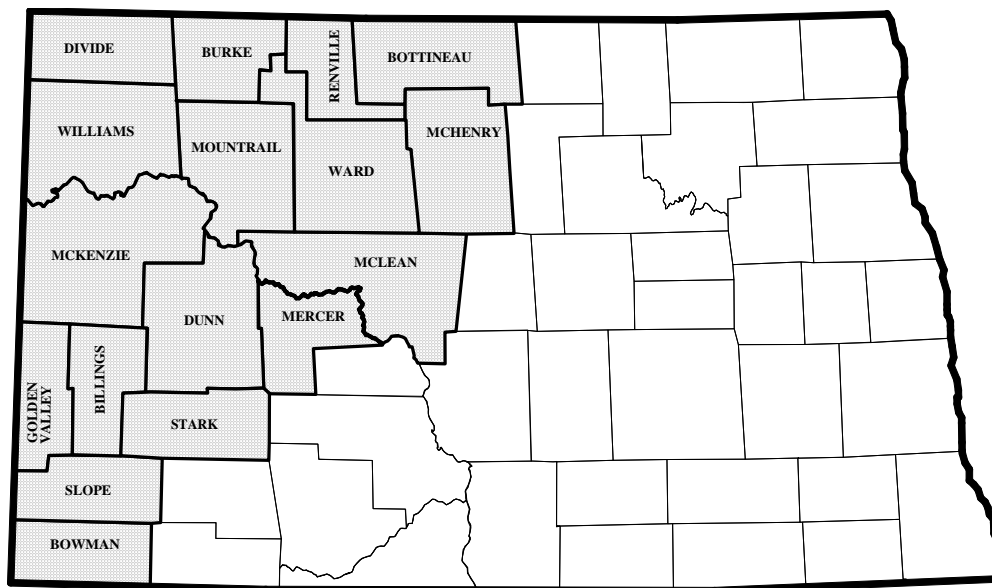 DIVIDE
BURKE
RENVILLE
BOTTINEAU
WILLIAMS
MOUNTRAIL
WARD
MCHENRY
MCKENZIE
MCLEAN
DUNN
MERCER
GOLDEN
VALLEY
BILLINGS
STARK
SLOPE
BOWMAN